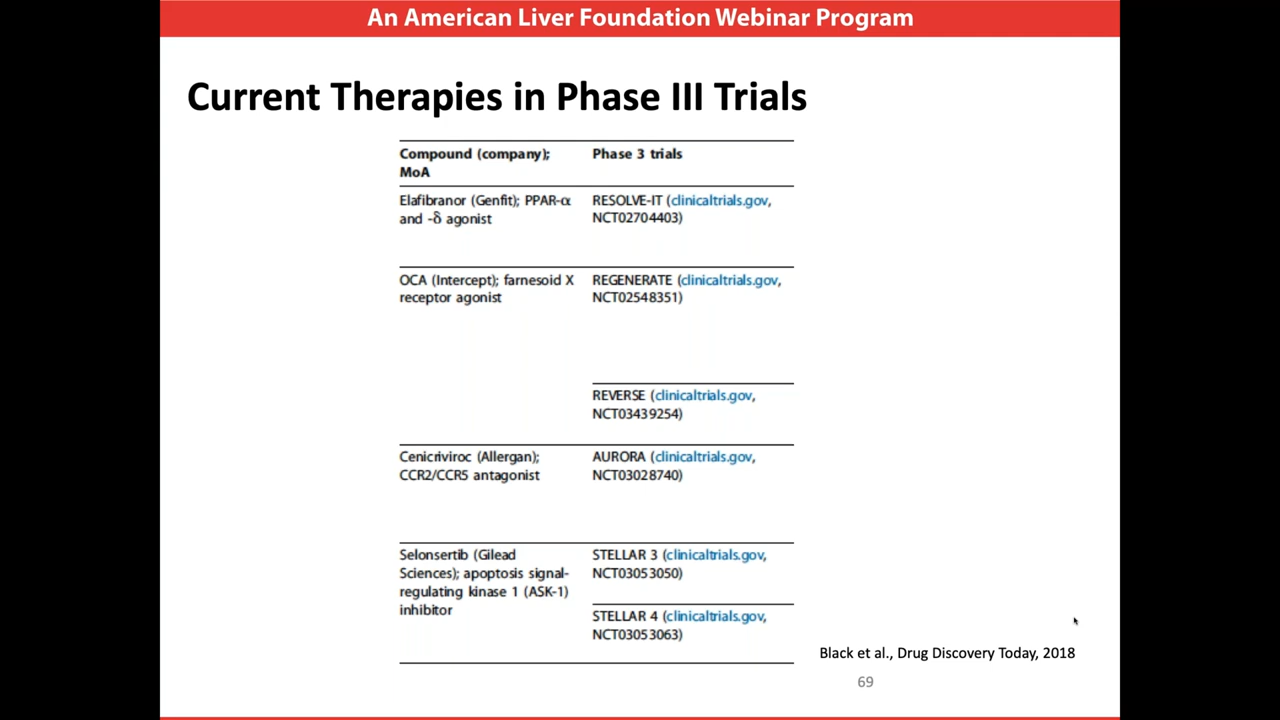 An American Liver Foundation Webinar Program
Current Therapies in Phase III Trials
Compound (company);
MoA
Phase 3 trials
Elafibranor (Genfit); PPAR-α
and -δ agonist
RESOLVE-IT (clinicaltrials.gov,
NCT02704403)
OCA (Intercept); farnesoid X
receptor agonist
REGENERATE (clinicaltrials.gov,
NCT02548351)
REVERSE (clinicaltrials.gov,
NCT03439254)
Cenicriviroc (Allergan);
CCR2/CCR5 antagonist
AURORA (clinicaltrials.gov,
NCT03028740)
Selonsertib (Gilead
Sciences); apoptosis signal-
regulating kinase 1 (ASK-1)
inhibitor
STELLAR 3 (clinicaltrials.gov,
NCT03053050)
STELLAR 4 (clinicaltrials.gov,
NCT03053063)
Black et al., Drug Discovery Today, 2018
69